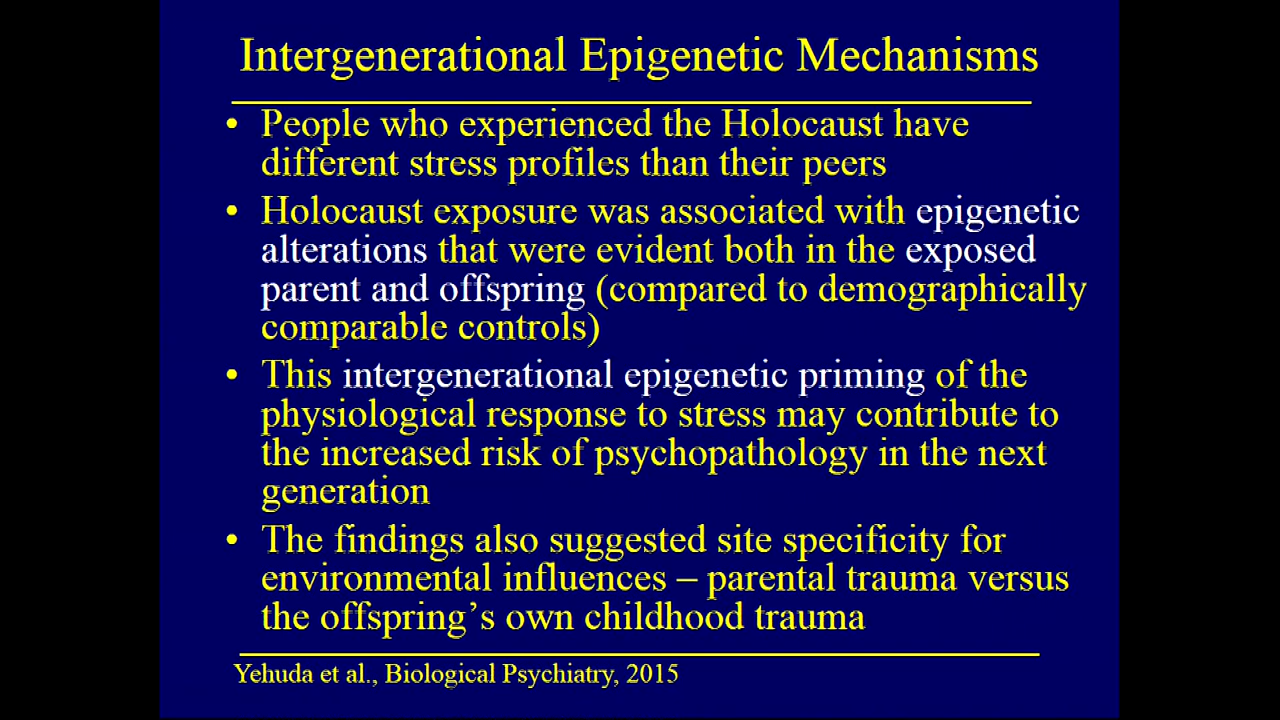 Intergenerational Epigenetic Mechanisms
• People who experienced the Holocaust have
different stress profiles than their peers
• Holocaust exposure was associated with epigenetic
alterations that were evident both in the exposed
parent and offspring (compared to demographically
comparable controls)
• This intergenerational epigenetic priming of the
physiological response to stress may contribute to
the increased risk of psychopathology in the next
generation
• The findings also suggested site specificity for
environmental influences – parental trauma versus
the offspring’s own childhood trauma
Yehuda et al., Biological Psychiatry, 2015